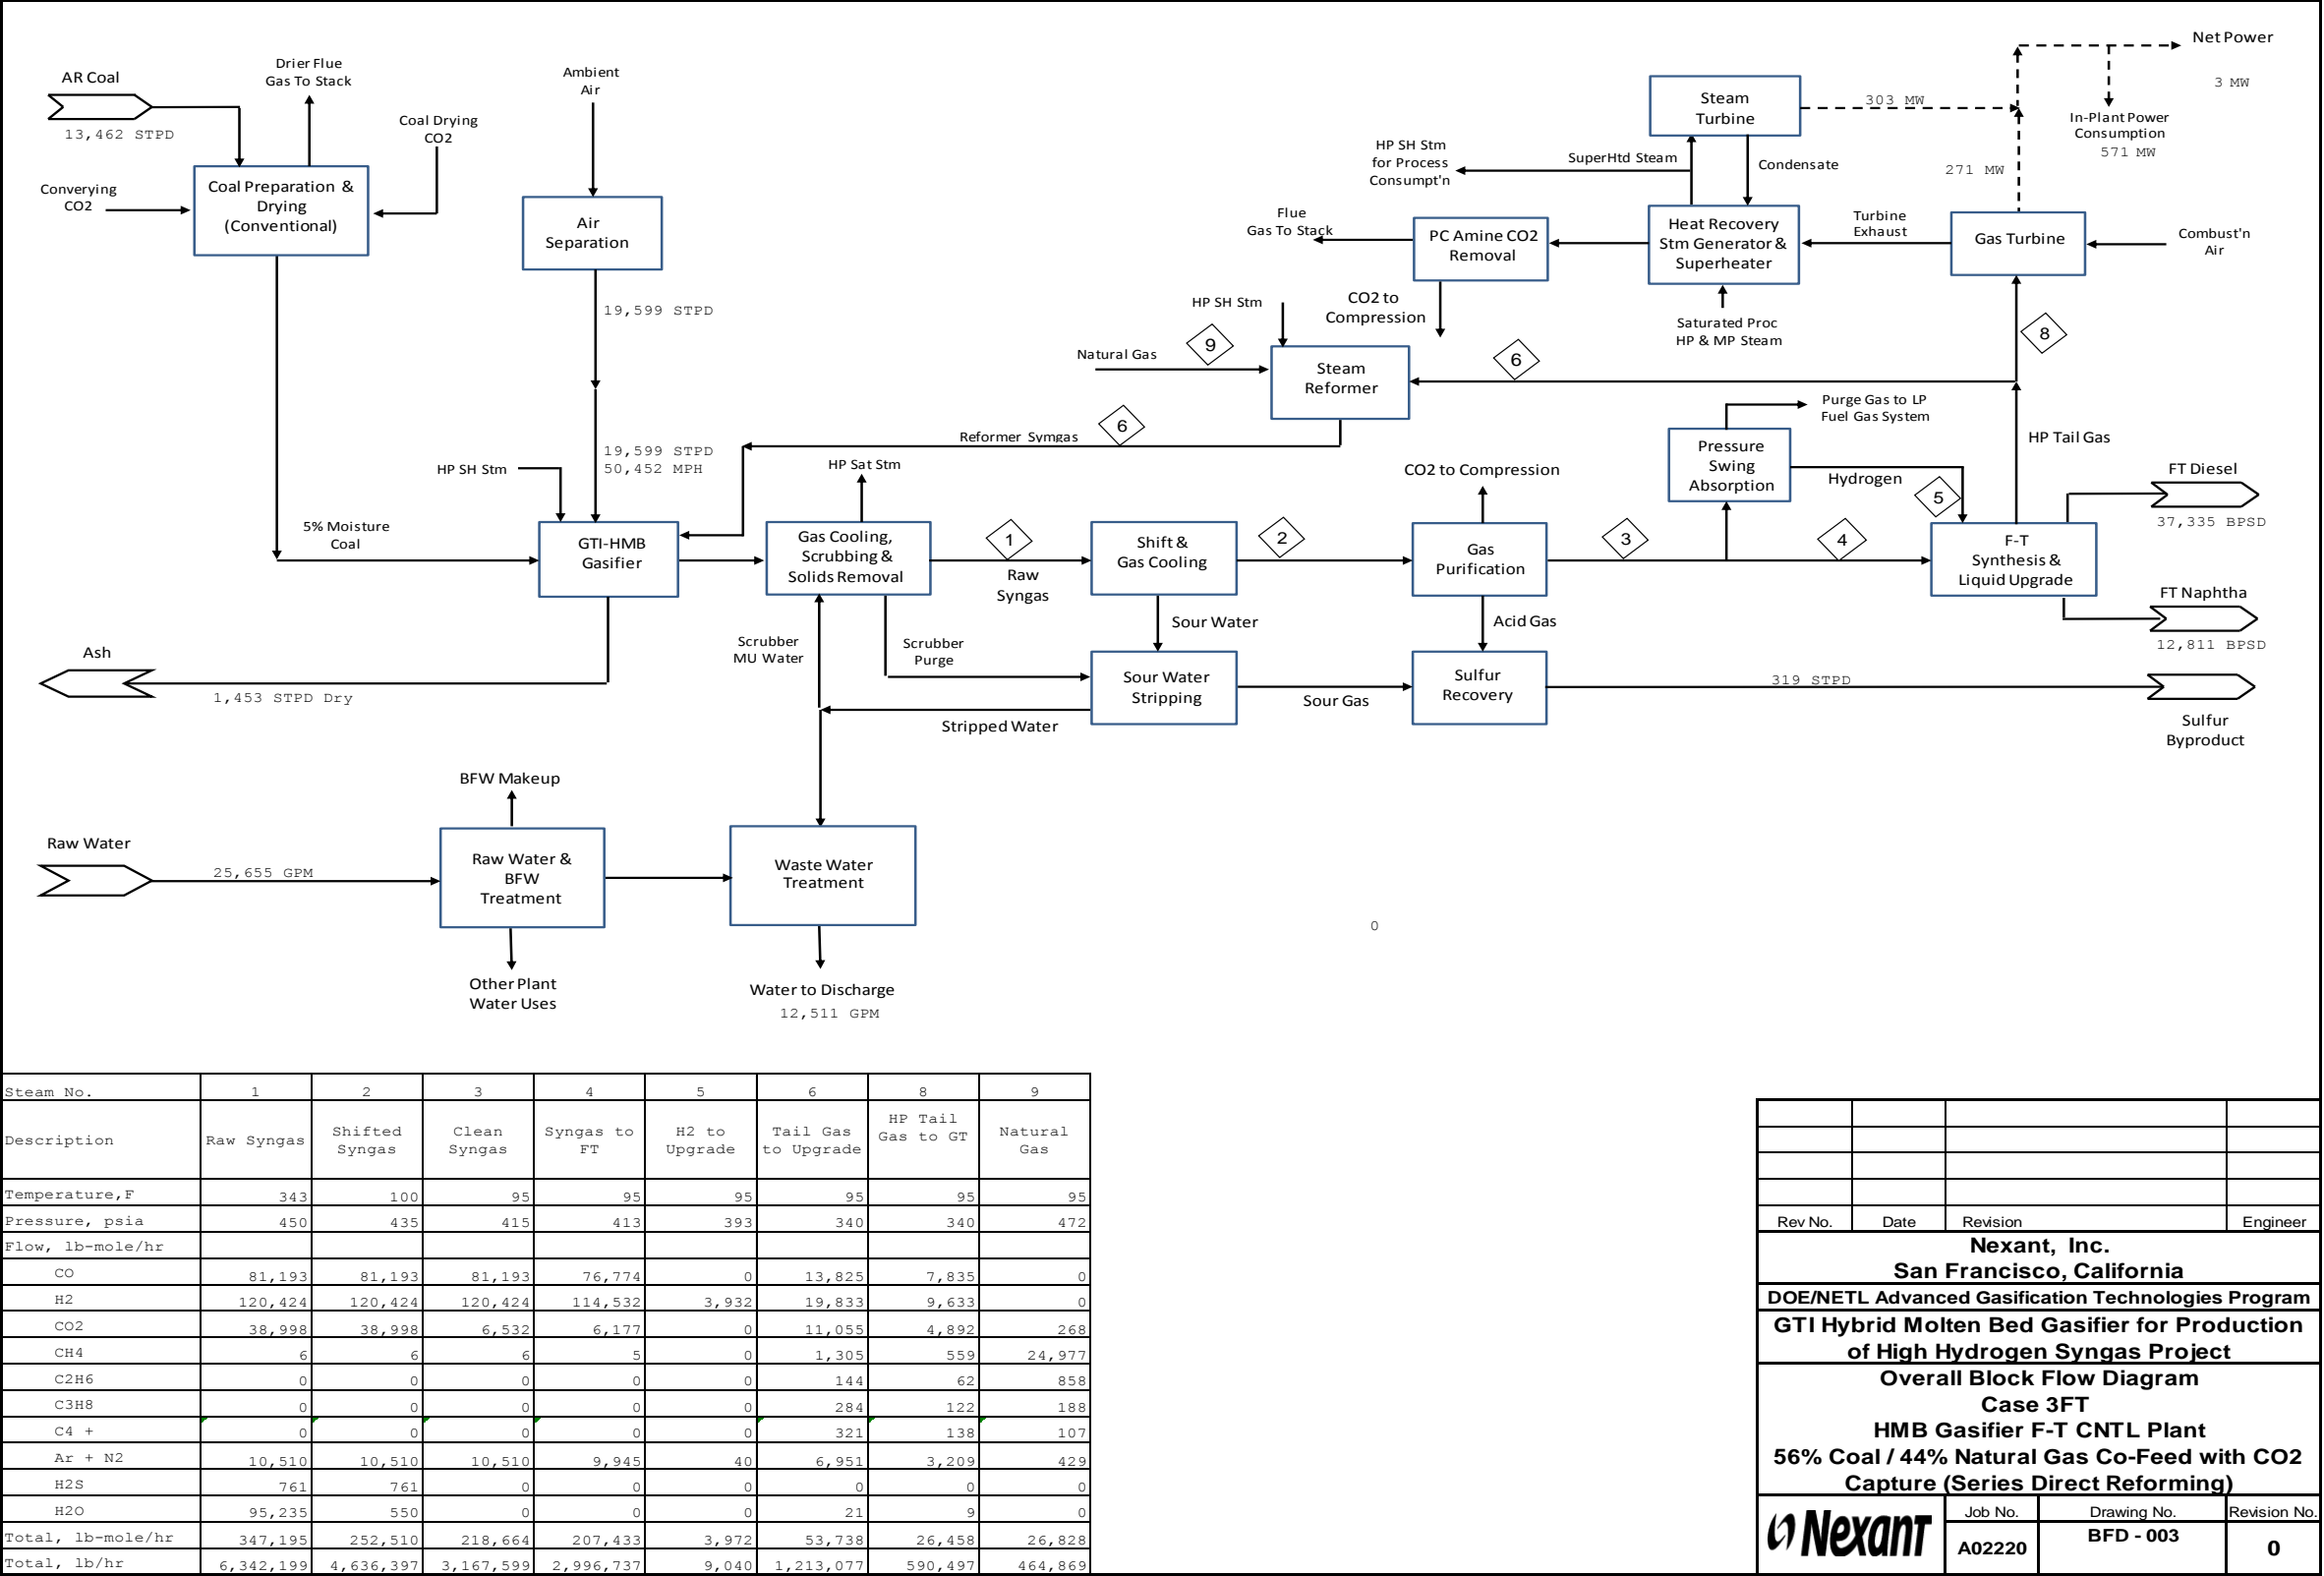 Net Power
3 MW
AR Coal
13,462 STPD
Drier Flue
Gas To Stack
Coal Drying
CO2
Ambient
Air
Converying
CO2
Coal Preparation &
Drying
(Conventional)
Air
Separation
Steam
Turbine
303 MW
In-Plant Power
Consumption
571 MW
HP SH Stm
for Process
Consumpt'n
SuperHtd Steam
Condensate
271 MW
Flue
Gas To Stack
PC Amine CO2
Removal
Heat Recovery
Stm Generator &
Superheater
Turbine
Exhaust
Gas Turbine
Combust'n
Air
19,599 STPD
HP SH Stm
CO2 to
Compression
Saturated Proc
HP & MP Steam
8
Natural Gas
9
Steam
Reformer
6
Purge Gas to LP
Fuel Gas System
Reformer Symgas
6
19,599 STPD
50,452 MPH
HP SH Stm
HP Sat Stm
CO2 to Compression
Pressure
Swing
Absorption
Hydrogen
5
HP Tail Gas
FT Diesel
37,335 BPSD
5% Moisture
Coal
GTI-HMB
Gasifier
Gas Cooling,
Scrubbing &
Solids Removal
1
Raw
Syngas
Shift &
Gas Cooling
2
Gas
Purification
3
4
F-T
Synthesis &
Liquid Upgrade
FT Naphtha
12,811 BPSD
Ash
1,453 STPD Dry
Scrubber
MU Water
Scrubber
Purge
Sour Water
Acid Gas
Sour Water
Stripping
Sour Gas
Sulfur
Recovery
319 STPD
Sulfur
Byproduct
Stripped Water
BFW Makeup
Raw Water
25,655 GPM
Raw Water &
BFW
Treatment
Waste Water
Treatment
0
Other Plant
Water Uses
Water to Discharge
12,511 GPM
Steam No. 1 2 3 4 5 6 8 9
Description Raw Syngas Shifted Syngas Clean Syngas Syngas to FT H2 to Upgrade Tail Gas to Upgrade HP Tail Gas to GT Natural Gas
Temperature,F 343 100 95 95 95 95 95 95
Pressure, psia 450 435 415 413 393 340 340 472
Flow, lb-mole/hr
CO 81,193 81,193 81,193 76,774 0 13,825 7,835 0
H2 120,424 120,424 120,424 114,532 3,932 19,833 9,633 0
CO2 38,998 38,998 6,532 6,177 0 11,055 4,892 268
CH4 6 6 6 5 0 1,305 559 24,977
C2H6 0 0 0 0 0 144 62 858
C3H8 0 0 0 0 0 284 122 188
C4 + 0 0 0 0 0 321 138 107
Ar + N2 10,510 10,510 10,510 9,945 40 6,951 3,209 429
H2S 761 761 0 0 0 0 0 0
H2O 95,235 550 0 0 0 21 9 0
Total, lb-mole/hr 347,195 252,510 218,664 207,433 3,972 53,738 26,458 26,828
Total, lb/hr 6,342,199 4,636,397 3,167,599 2,996,737 9,040 1,213,077 590,497 464,869
Rev No. Date Revision Engineer
Nexant, Inc.
San Francisco, California
DOE/NETL Advanced Gasification Technologies Program
GTI Hybrid Molten Bed Gasifier for Production
of High Hydrogen Syngas Project
Overall Block Flow Diagram
Case 3FT
HMB Gasifier F-T CNTL Plant
56% Coal / 44% Natural Gas Co-Feed with CO2
Capture (Series Direct Reforming)
Nexant
Job No. Drawing No. Revision No.
A02220 BFD - 003 0